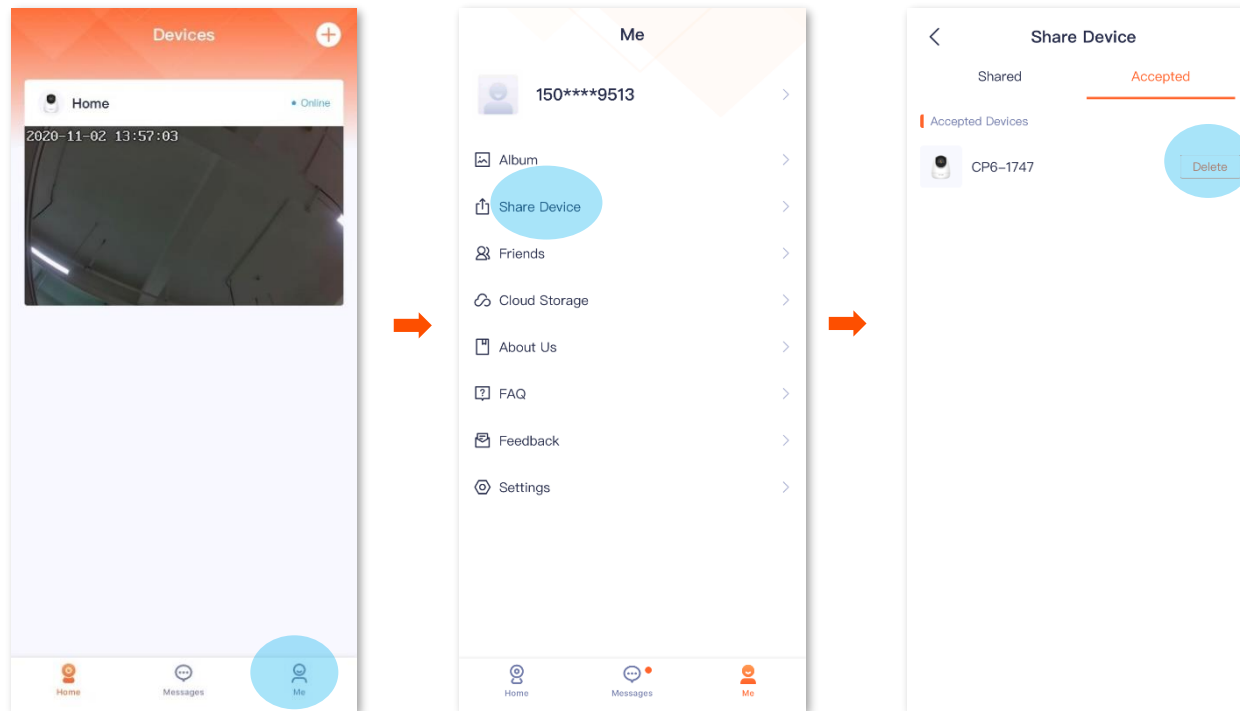 Devices
Home
Online
2020-11-02 13:57:03
Home
Messages
Me
Me
150****9513
Album
Share Device
Friends
Cloud Storage
About Us
FAQ
Feedback
Settings
Home
Messages
Me
Share Device
Shared
Accepted
Accepted Devices
CP6-1747
Delete